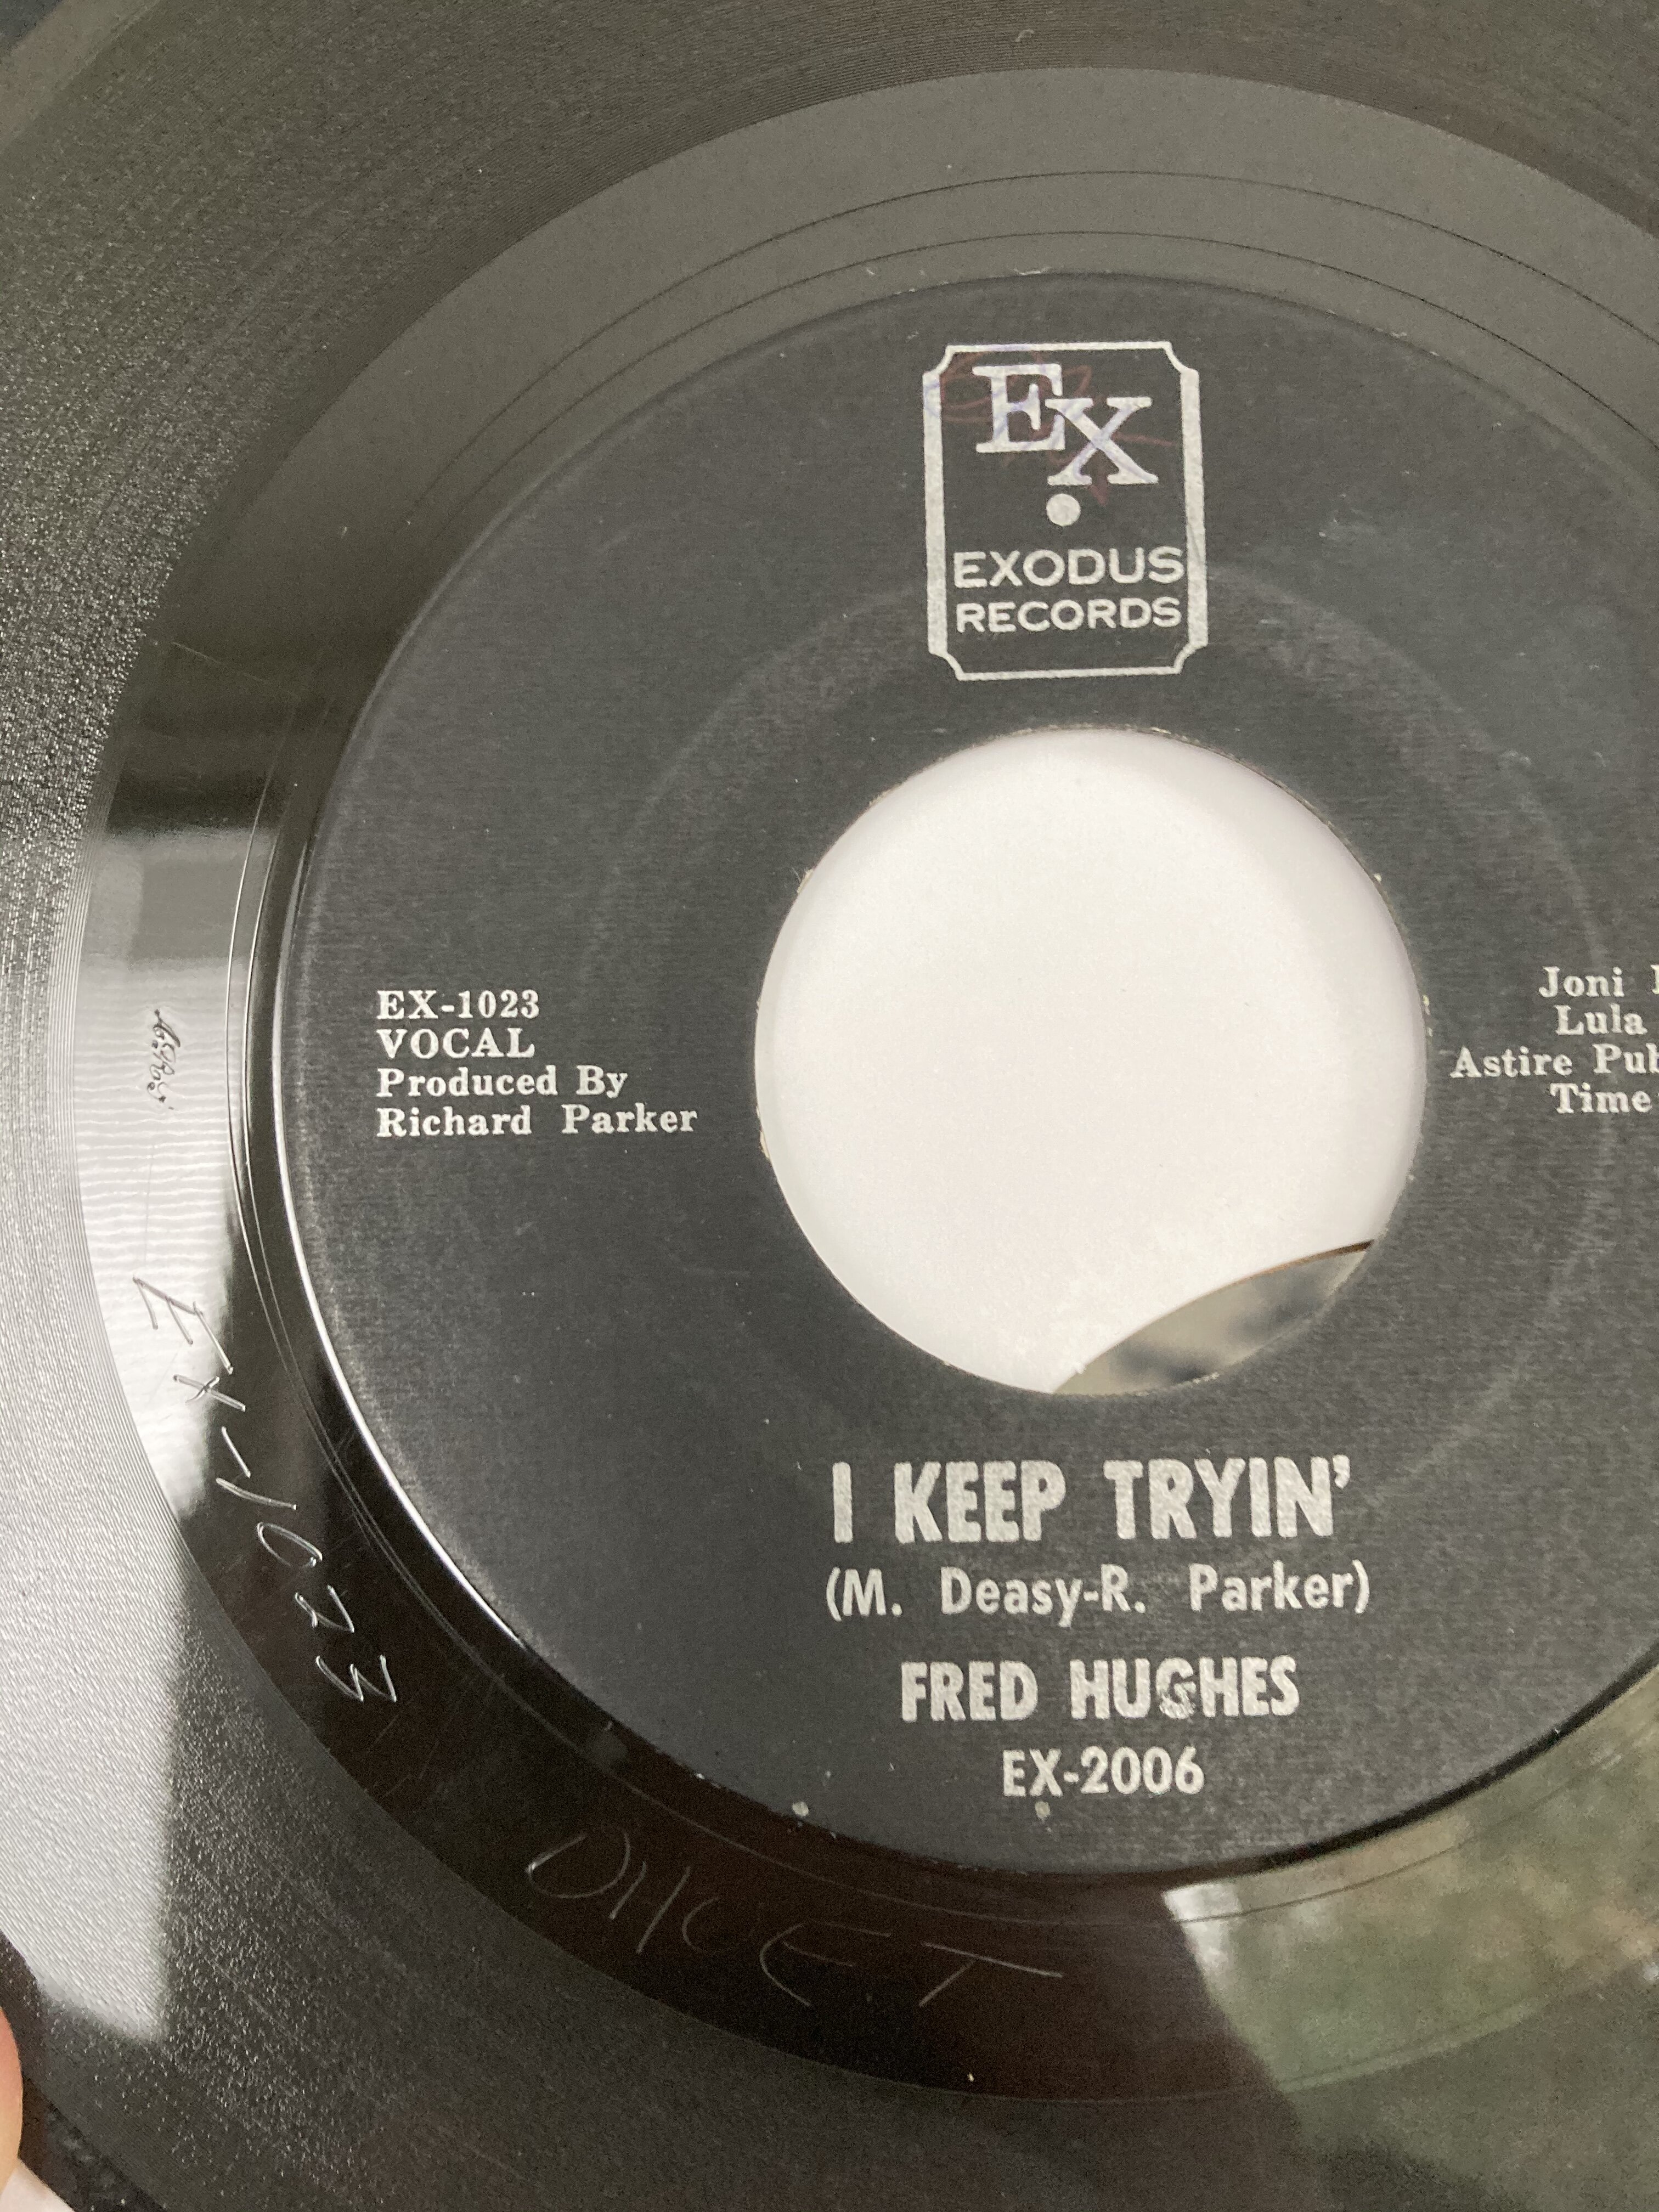 EX
EXODUS
RECORDS
EX-1023
VOCAL
Produced By
Richard Parker
Joni
Lula
Astire Pub
Time
I KEEP TRYIN'
(M. Deasy-R. Parker)
FRED HUGHES
EX-2006
EX-1023